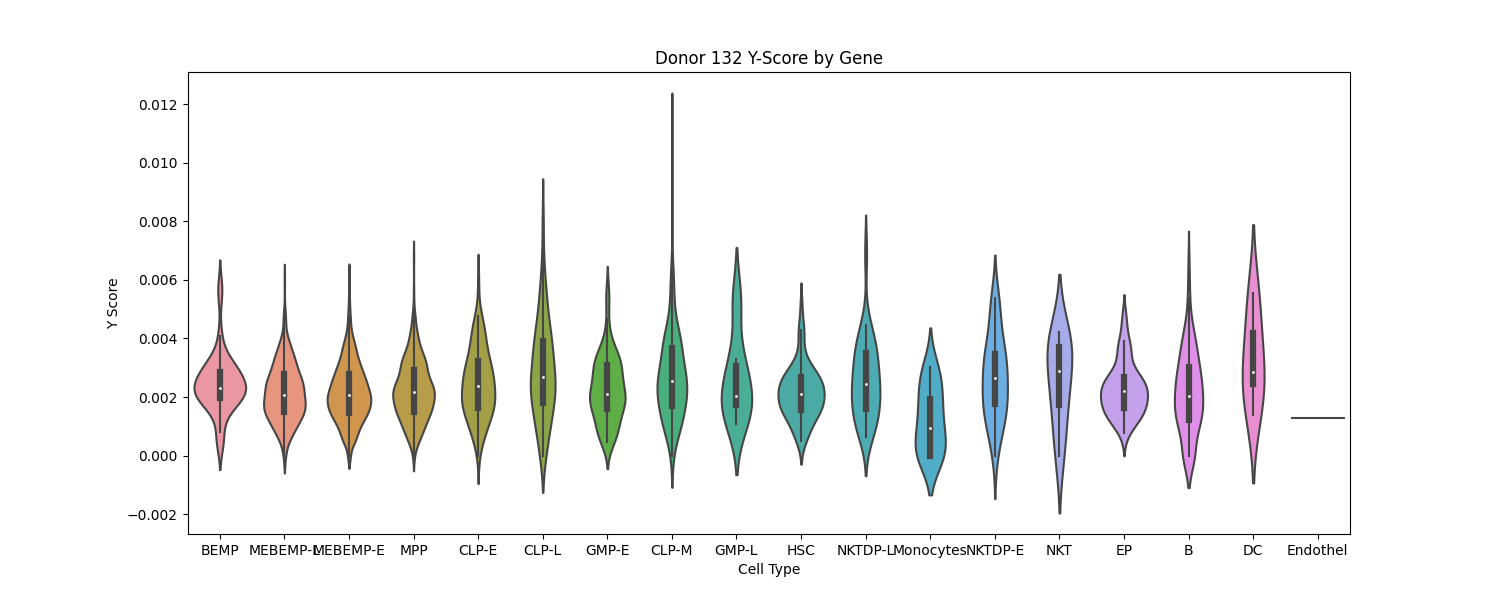 Donor 132 Y-Score by Gene
Y Score
0.012
0.010
0.008
0.006
0.004
0.002
0.000
−0.002
BEMP MEBEMP-L MEBEMP-E MPP CLP-E CLP-L GMP-E CLP-M GMP-L HSC NKTDP-L Monocytes NKTDP-E NKT EP B DC Endothel
Cell Type